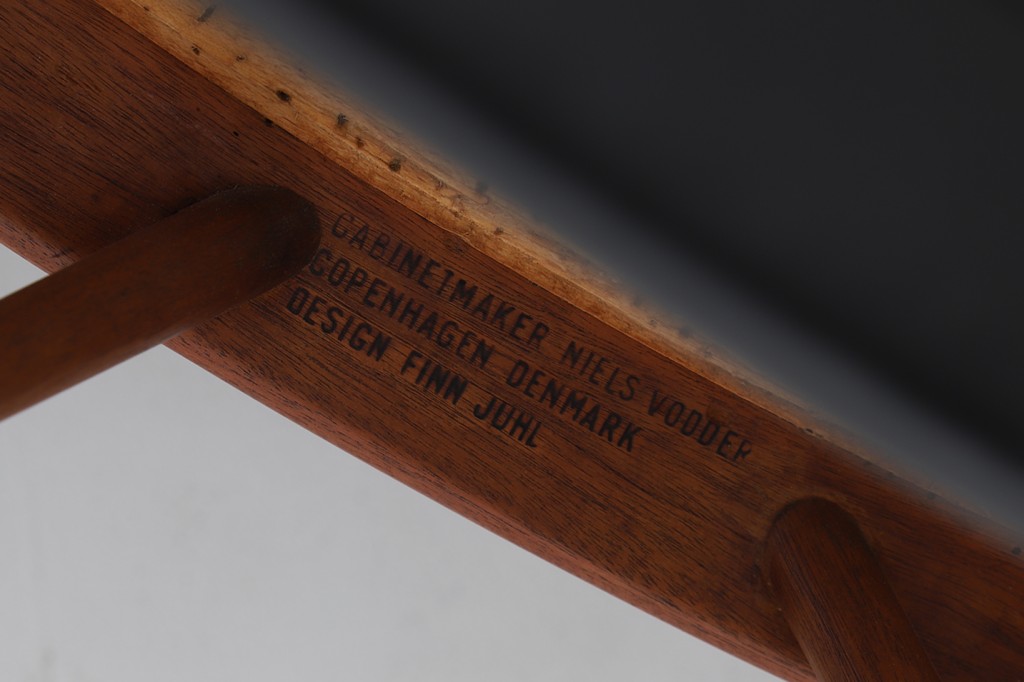 CABINETMAKER NIELS VODDER
COPENHAGEN DENMARK
DESIGN FINN JUHL